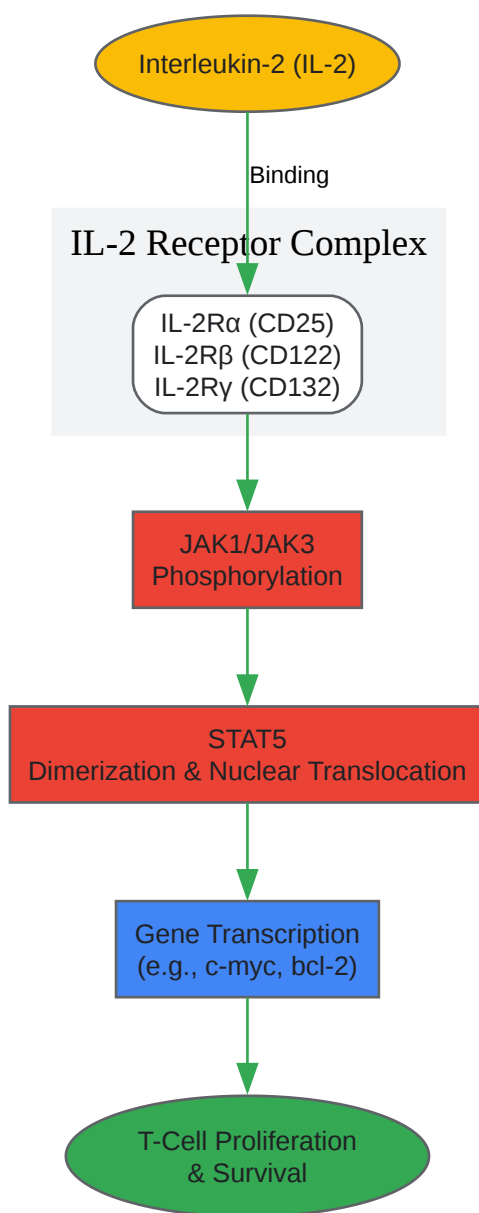 Interleukin-2 (IL-2)
Binding
IL-2 Receptor Complex
IL-2Rα (CD25)
IL-2Rβ (CD122)
IL-2Rγ (CD132)
JAK1/JAK3
Phosphorylation
STAT5
Dimerization & Nuclear Translocation
Gene Transcription
(e.g., c-myc, bcl-2)
T-Cell Proliferation
& Survival